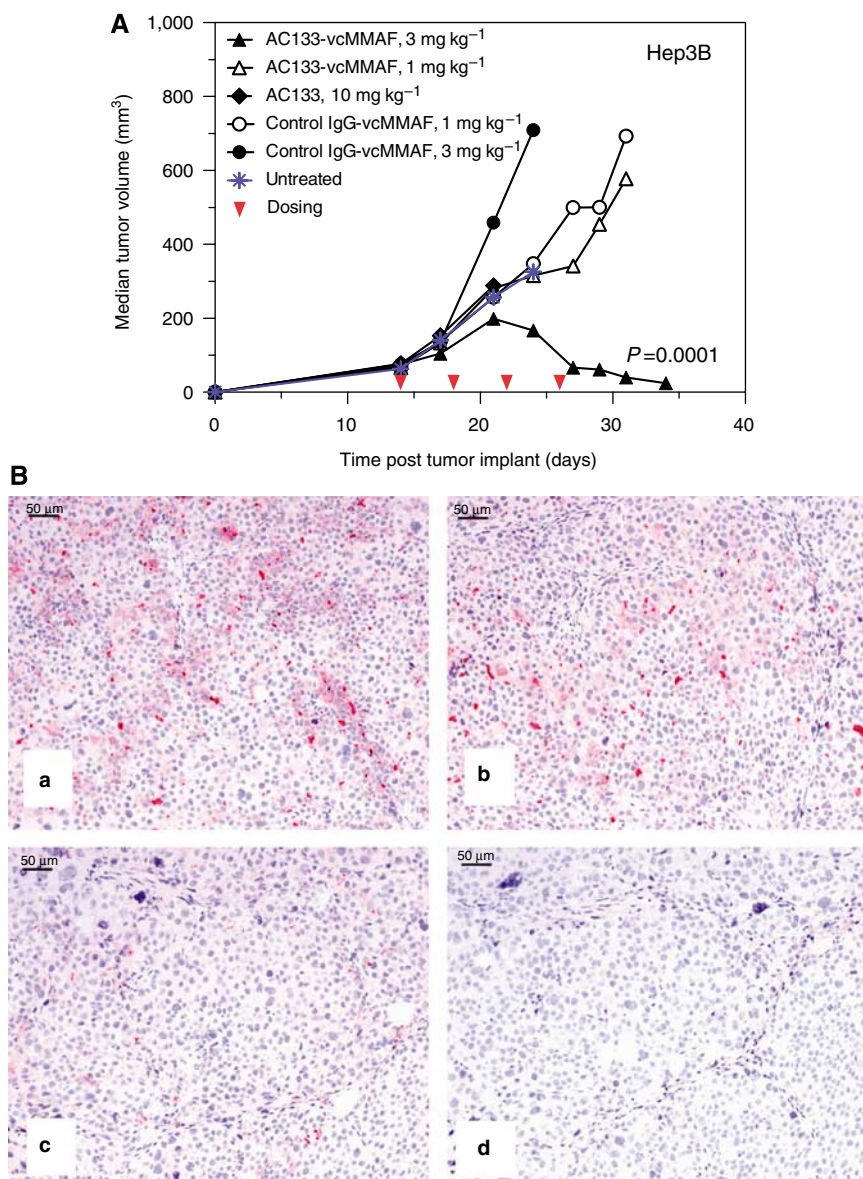 A
1,000
800
600
400
200
0
Median tumor volume (mm³)
AC133-vcMMAF, 3 mg kg⁻¹
AC133-vcMMAF, 1 mg kg⁻¹
AC133, 10 mg kg⁻¹
Control IgG-vcMMAF, 1 mg kg⁻¹
Control IgG-vcMMAF, 3 mg kg⁻¹
Untreated
Dosing
Hep3B
P=0.0001
0 10 20 30 40
Time post tumor implant (days)
B
50 µm
a
50 µm
b
50 µm
c
50 µm
d